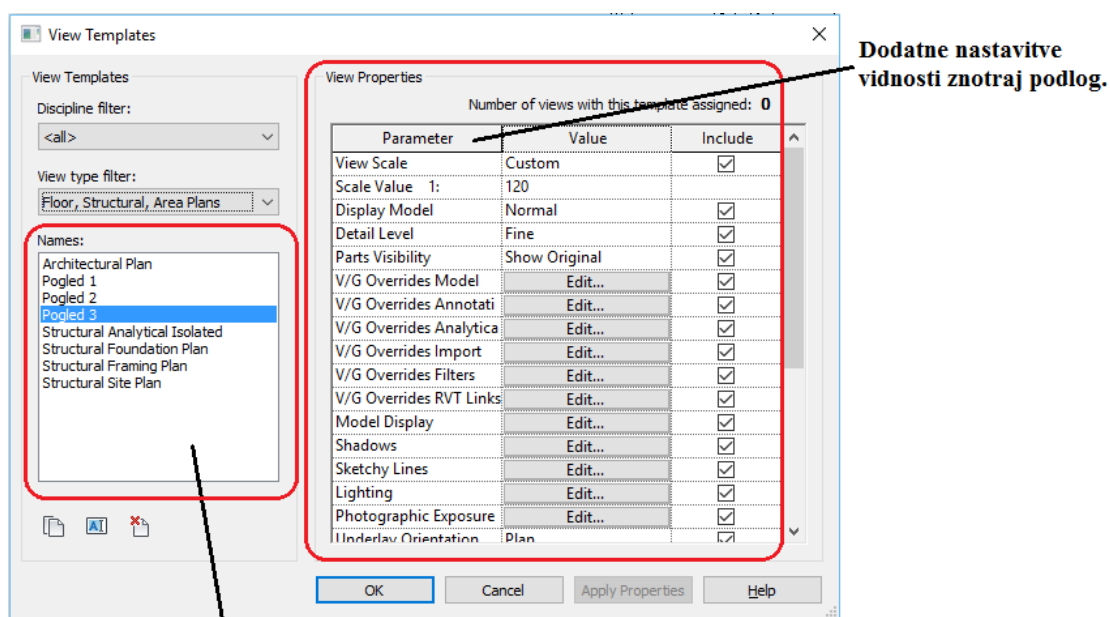 View Templates
Dodatne nastavitve
vidnosti znotraj podlog.
View Templates
Discipline filter:
<all>
View type filter:
Floor, Structural, Area Plans
Names:
Architectural Plan
Pogled 1
Pogled 2
Pogled 3
Structural Analytical Isolated
Structural Foundation Plan
Structural Framing Plan
Structural Site Plan
AI
View Properties
Number of views with this template assigned: 0
Parameter Value Include
View Scale Custom
Scale Value 1: 120
Display Model Normal
Detail Level Fine
Parts Visibility Show Original
V/G Overrides Model Edit...
V/G Overrides Annotati Edit...
V/G Overrides Analytica Edit...
V/G Overrides Import Edit...
V/G Overrides Filters Edit...
V/G Overrides RVT Links Edit...
Model Display Edit...
Shadows Edit...
Sketchy Lines Edit...
Lighting Edit...
Photographic Exposure Edit...
Underlay Orientation Plan
OK Cancel Apply Properties Help